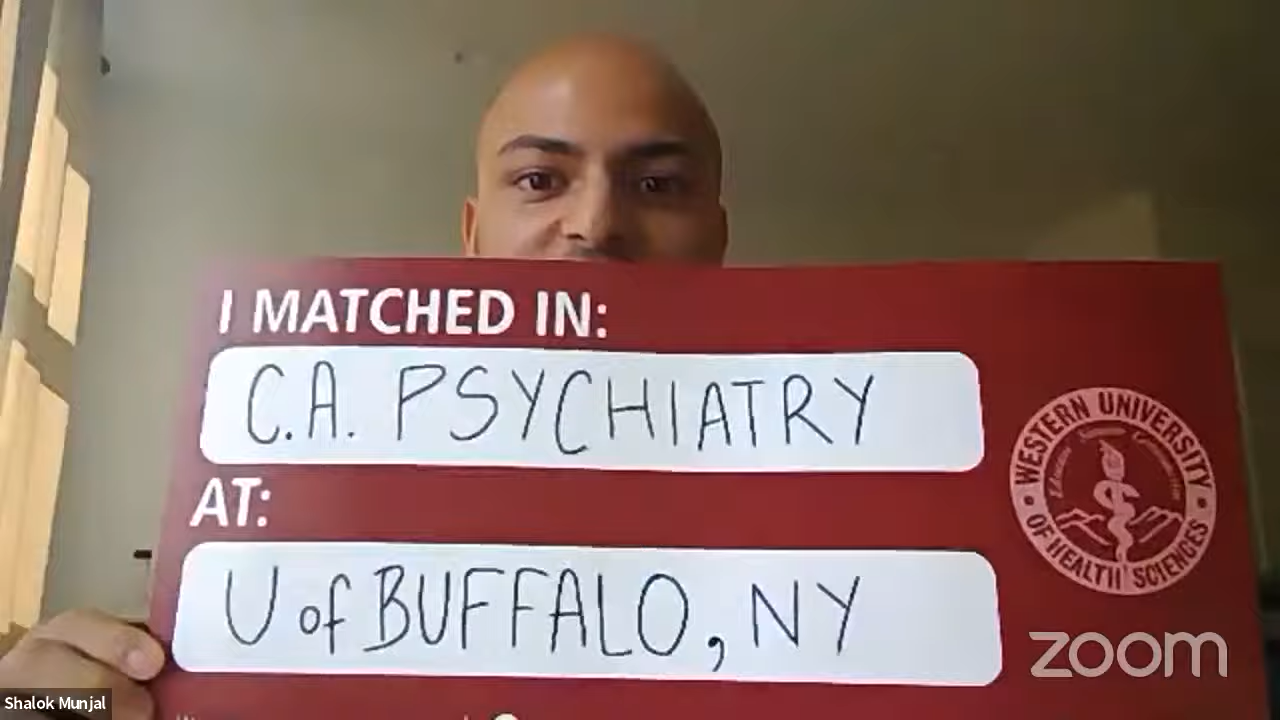 I MATCHED IN:
C.A. PSYCHIATRY
AT:
U of BUFFALO, NY
WESTERN UNIVERSITY
OF HEALTH SCIENCES
zoom
Shalok Munjal